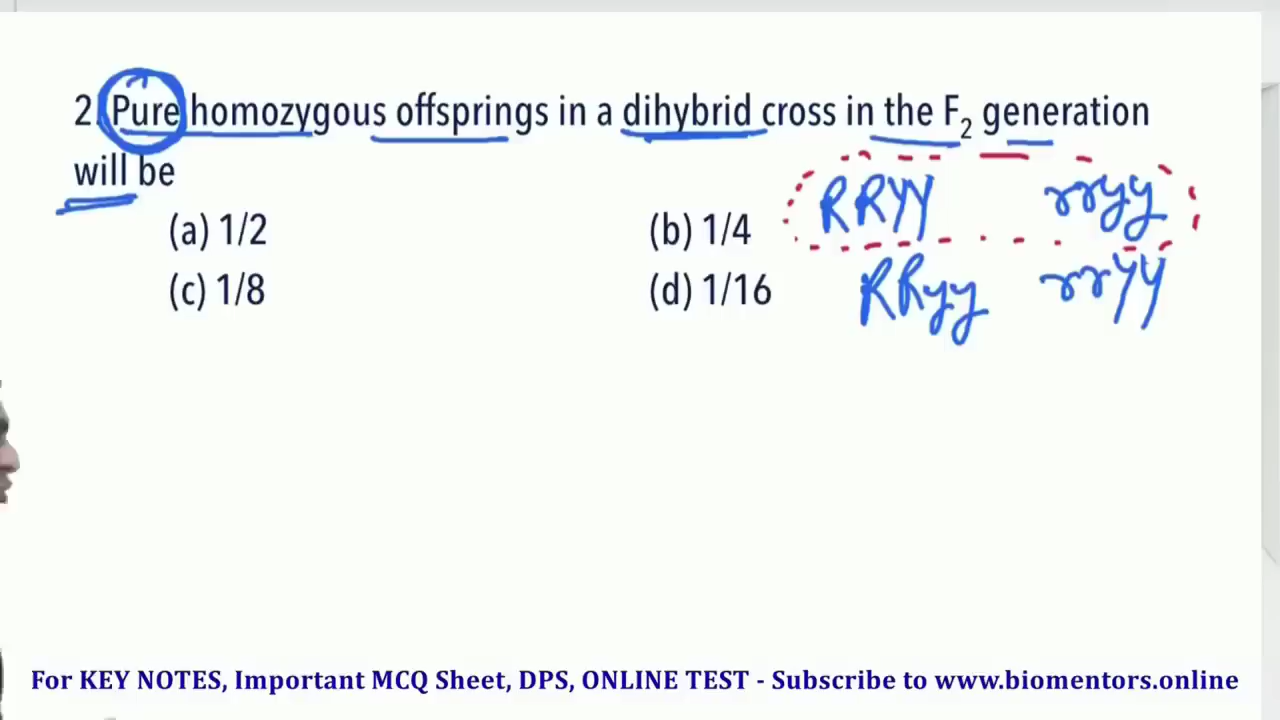 2. Pure homozygous offsprings in a dihybrid cross in the F₂ generation
will be
(a) 1/2
(b) 1/4
RRYY
rryy
(c) 1/8
(d) 1/16
RRyy
rrYY
For KEY NOTES, Important MCQ Sheet, DPS, ONLINE TEST - Subscribe to www.biomentors.online